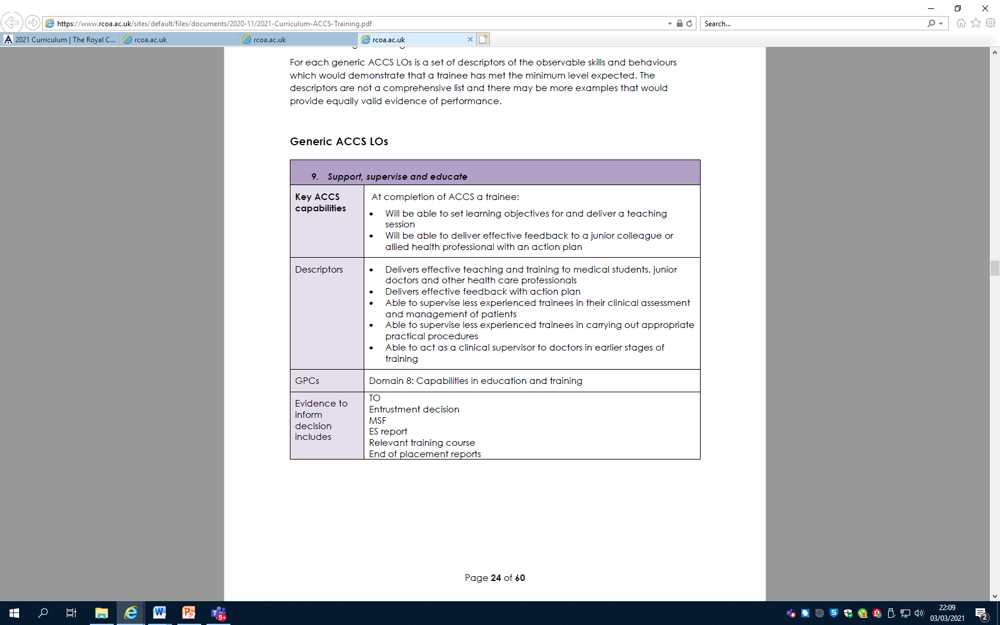 https://www.rcoa.ac.uk/sites/default/files/documents/2020-11/2021-Curriculum-ACCS-Training.pdf
Search...
2021 Curriculum | The Royal C...
rcoa.ac.uk
rcoa.ac.uk
rcoa.ac.uk
For each generic ACCS LOs is a set of descriptors of the observable skills and behaviours
which would demonstrate that a trainee has met the minimum level expected. The
descriptors are not a comprehensive list and there may be more examples that would
provide equally valid evidence of performance.
Generic ACCS LOs
9. Support, supervise and educate
Key ACCS
capabilities
At completion of ACCS a trainee:
• Will be able to set learning objectives for and deliver a teaching
session
• Will be able to deliver effective feedback to a junior colleague or
allied health professional with an action plan
Descriptors
• Delivers effective teaching and training to medical students, junior
doctors and other health care professionals
• Delivers effective feedback with action plan
• Able to supervise less experienced trainees in their clinical assessment
and management of patients
• Able to supervise less experienced trainees in carrying out appropriate
practical procedures
• Able to act as a clinical supervisor to doctors in earlier stages of
training
GPCs
Domain 8: Capabilities in education and training
Evidence to
inform
decision
includes
TO
Entrustment decision
MSF
ES report
Relevant training course
End of placement reports
Page 24 of 60
9+
22:09
03/03/2021
2